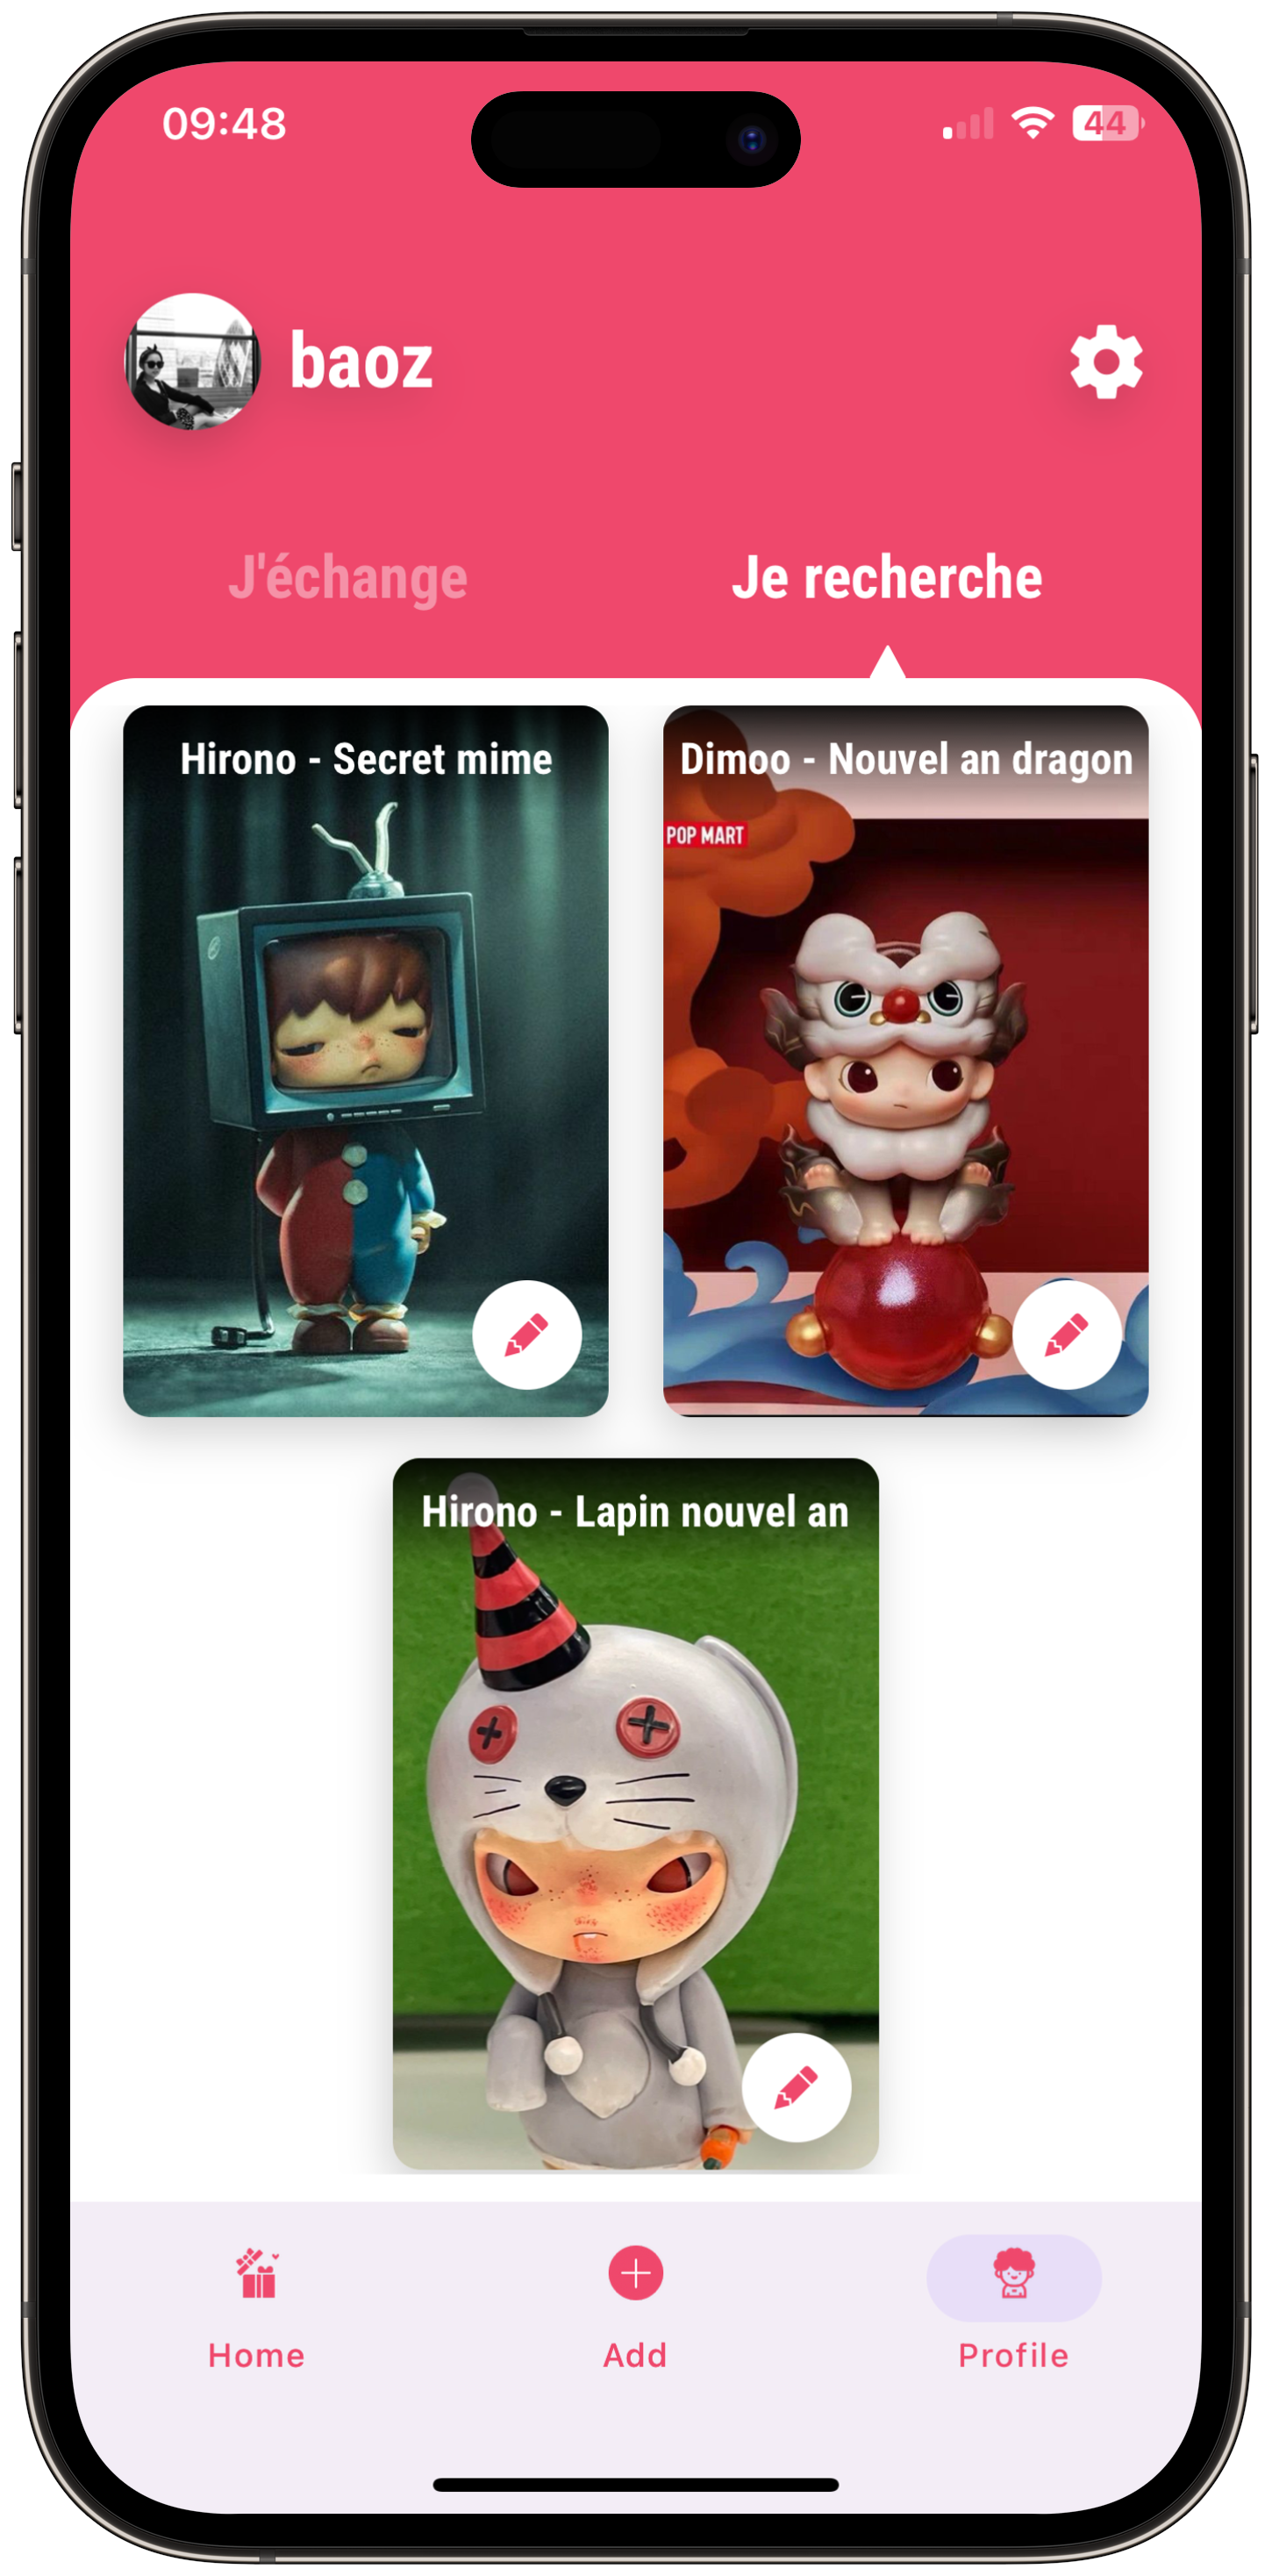 09:48
44
baoz
J'échange
Je recherche
Hirono - Secret mime
Dimoo - Nouvel an dragon
POP MART
Hirono - Lapin nouvel an
Home
Add
Profile